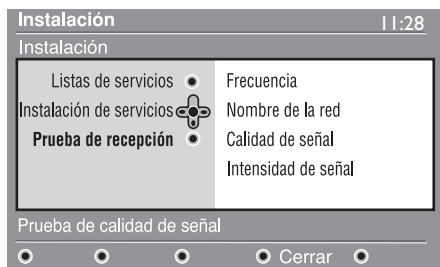 Instalación 11:28
Instalación
Listas de servicios Frecuencia
Instalación de servicios Nombre de la red
Prueba de recepción Calidad de señal
Intensidad de señal
Prueba de calidad de señal
Cerrar